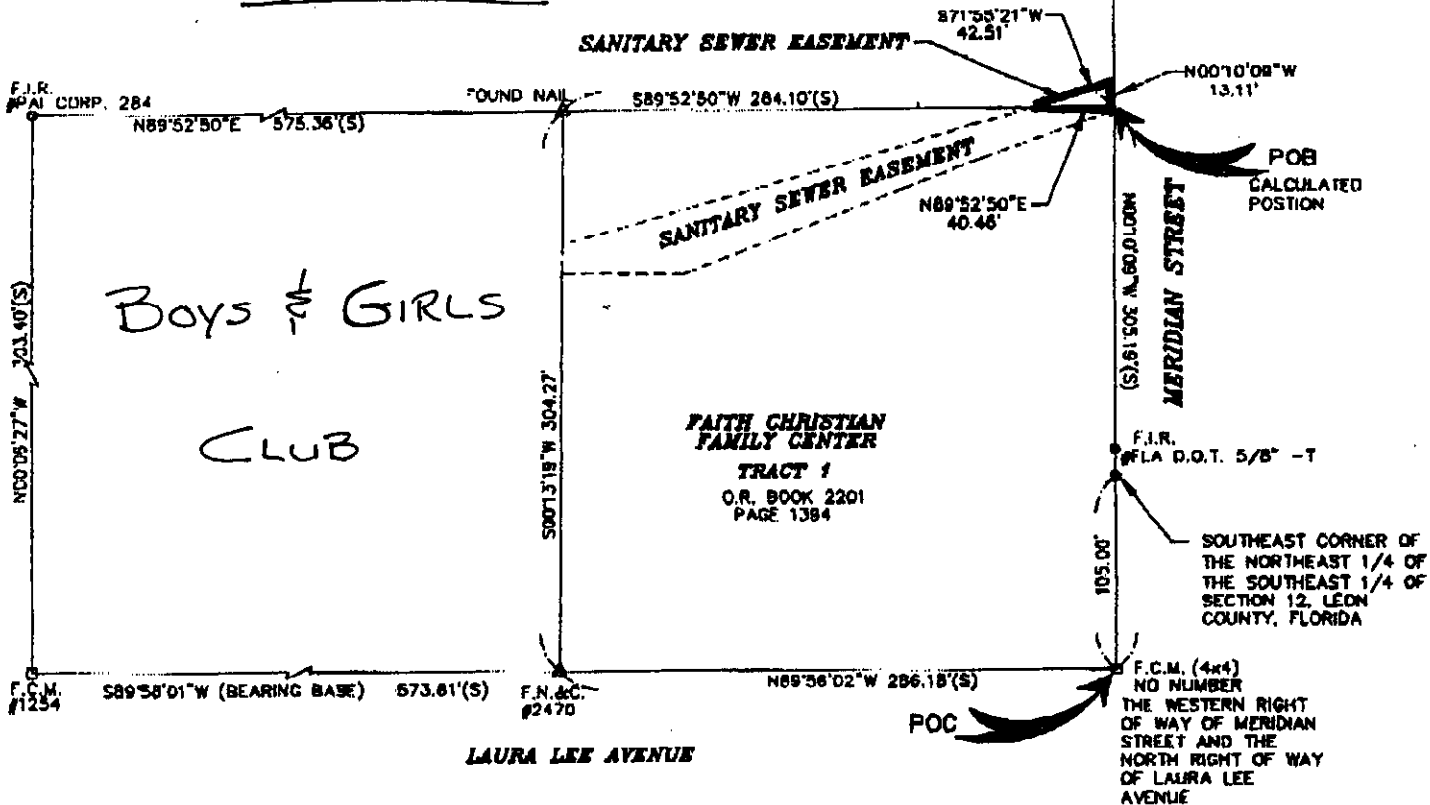 S71°55'21"W
42.51'
SANITARY SEWER EASEMENT
N00°10'09"W
13.11'
F.I.R.
#PAI CORP. 284
FOUND NAIL
S89°52'50"W 284.10'(S)
N89°52'50"E 575.36'(S)
POB
CALCULATED
POSTION
SANITARY SEWER EASEMENT
N89°52'50"E
40.46'
N00°10'09"W 305.19'(S)
MERIDIAN STREET
BOYS & GIRLS
CLUB
303.40'(S)
S00°13'19"W 304.27'
FAITH CHRISTIAN
FAMILY CENTER
TRACT 1
O.R. BOOK 2201
PAGE 1384
F.I.R.
#FLA D.O.T. 5/8" -T
105.00'
SOUTHEAST CORNER OF
THE NORTHEAST 1/4 OF
THE SOUTHEAST 1/4 OF
SECTION 12, LEON
COUNTY, FLORIDA
F.C.M.
#1254
S89°58'01"W (BEARING BASE) 573.61'(S)
F.N.&C.
#2470
N89°56'02"W 286.18'(S)
POC
F.C.M. (4x4)
NO NUMBER
THE WESTERN RIGHT
OF WAY OF MERIDIAN
STREET AND THE
NORTH RIGHT OF WAY
OF LAURA LEE
AVENUE
LAURA LEE AVENUE